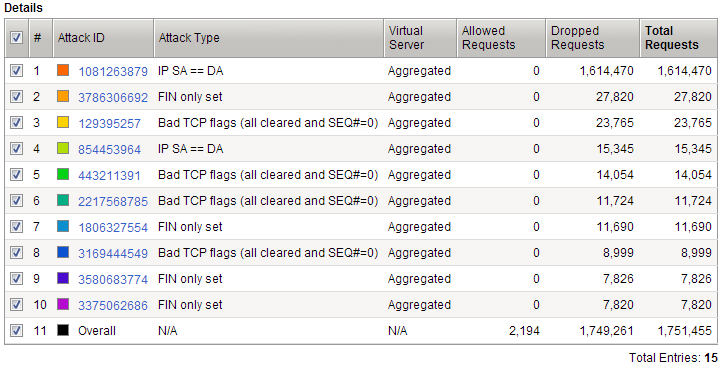 Details
# Attack ID Attack Type Virtual Server Allowed Requests Dropped Requests Total Requests
1 1081263879 IP SA == DA Aggregated 0 1,614,470 1,614,470
2 3786306692 FIN only set Aggregated 0 27,820 27,820
3 129395257 Bad TCP flags (all cleared and SEQ#=0) Aggregated 0 23,765 23,765
4 854453964 IP SA == DA Aggregated 0 15,345 15,345
5 443211391 Bad TCP flags (all cleared and SEQ#=0) Aggregated 0 14,054 14,054
6 2217568785 Bad TCP flags (all cleared and SEQ#=0) Aggregated 0 11,724 11,724
7 1806327554 FIN only set Aggregated 0 11,690 11,690
8 3169444549 Bad TCP flags (all cleared and SEQ#=0) Aggregated 0 8,999 8,999
9 3580683774 FIN only set Aggregated 0 7,826 7,826
10 3375062686 FIN only set Aggregated 0 7,820 7,820
11 Overall N/A N/A 2,194 1,749,261 1,751,455
Total Entries: 15